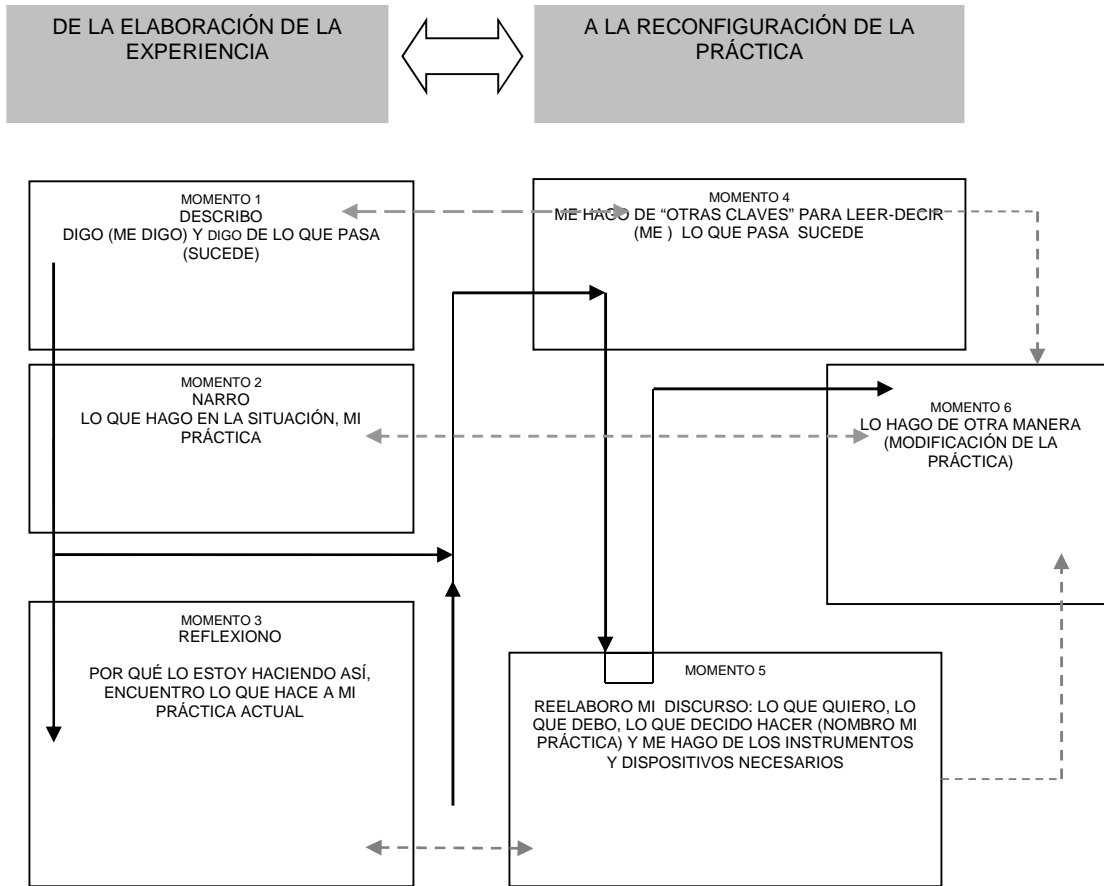 DE LA ELABORACIÓN DE LA
EXPERIENCIA
A LA RECONFIGURACIÓN DE LA
PRÁCTICA
MOMENTO 1
DESCRIBO
DIGO (ME DIGO) Y DIGO DE LO QUE PASA
(SUCEDE)
MOMENTO 4
ME HAGO DE “OTRAS CLAVES” PARA LEER-DECIR
(ME ) LO QUE PASA SUCEDE
MOMENTO 2
NARRO
LO QUE HAGO EN LA SITUACIÓN, MI
PRÁCTICA
MOMENTO 6
LO HAGO DE OTRA MANERA
(MODIFICACIÓN DE LA
PRÁCTICA)
MOMENTO 3
REFLEXIONO
POR QUÉ LO ESTOY HACIENDO ASÍ,
ENCUENTRO LO QUE HACE A MI
PRÁCTICA ACTUAL
MOMENTO 5
REELABORO MI DISCURSO: LO QUE QUIERO, LO
QUE DEBO, LO QUE DECIDO HACER (NOMBRO MI
PRÁCTICA) Y ME HAGO DE LOS INSTRUMENTOS
Y DISPOSITIVOS NECESARIOS